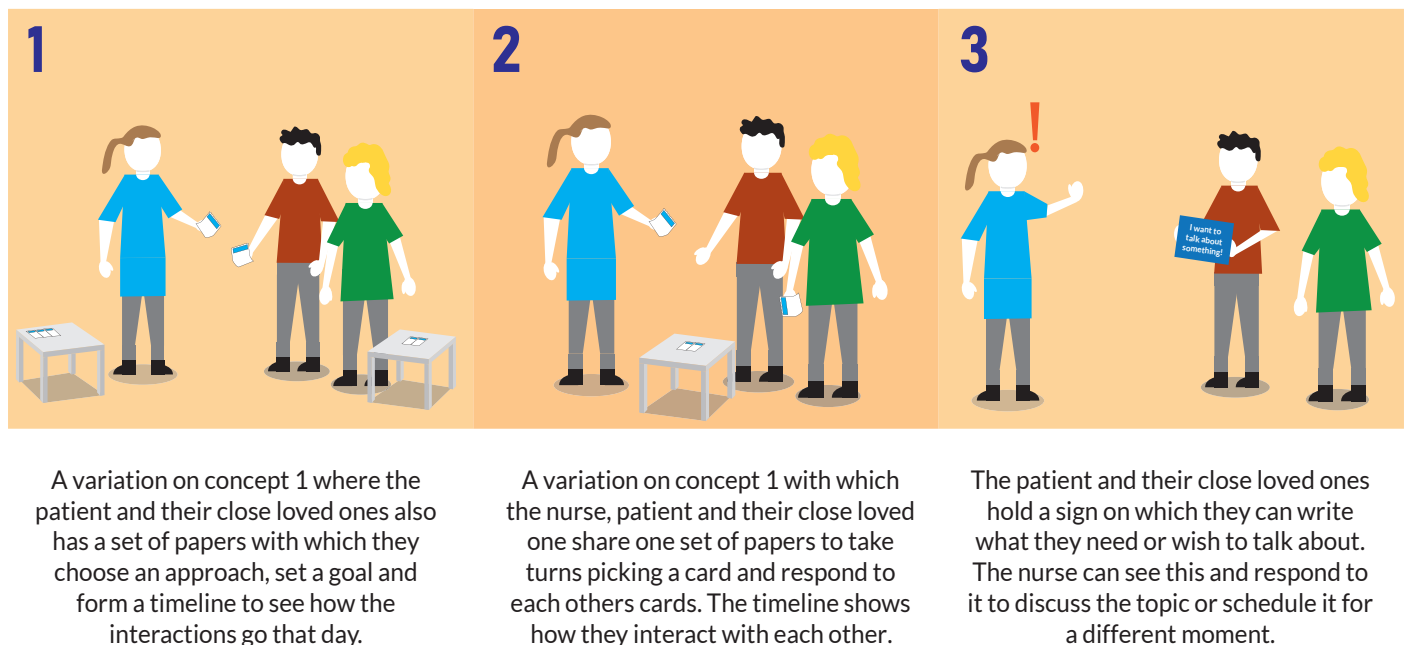 1
2
3
I want to
talk about
something!
A variation on concept 1 where the
patient and their close loved ones also
has a set of papers with which they
choose an approach, set a goal and
form a timeline to see how the
interactions go that day.
A variation on concept 1 with which
the nurse, patient and their close loved
one share one set of papers to take
turns picking a card and respond to
each others cards. The timeline shows
how they interact with each other.
The patient and their close loved ones
hold a sign on which they can write
what they need or wish to talk about.
The nurse can see this and respond to
it to discuss the topic or schedule it for
a different moment.